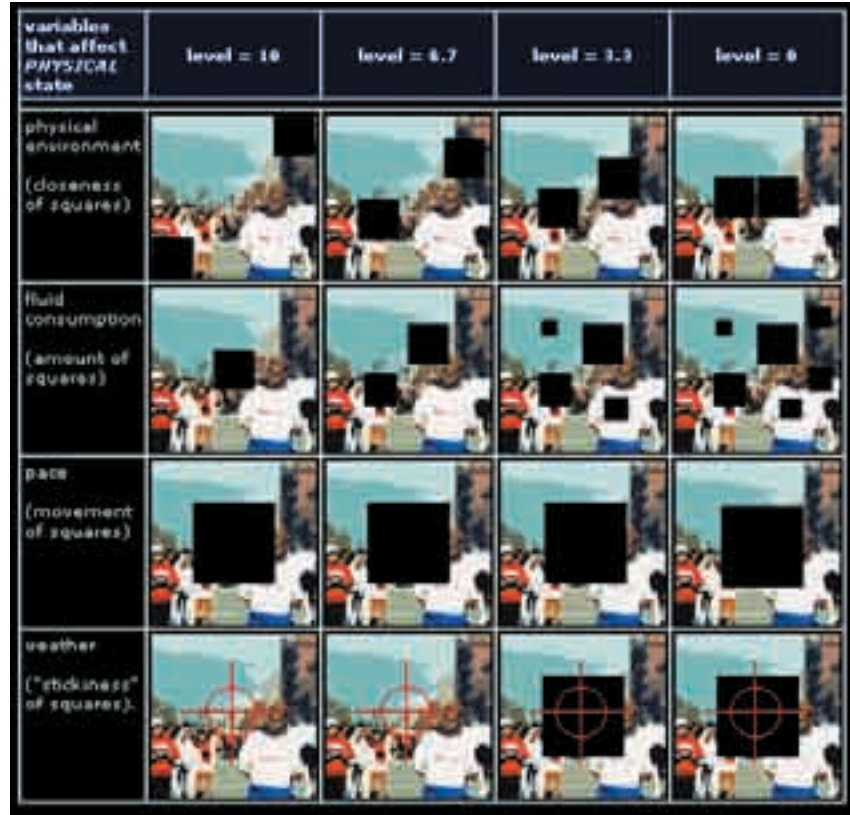 variables
that affect
PHYSICAL
state
level = 10
level = 6.7
level = 3.3
level = 0
physical
environment
(closeness
of squares)
fluid
consumption
(amount of
squares)
pace
(movement
of squares)
weather
("stickiness"
of squares).